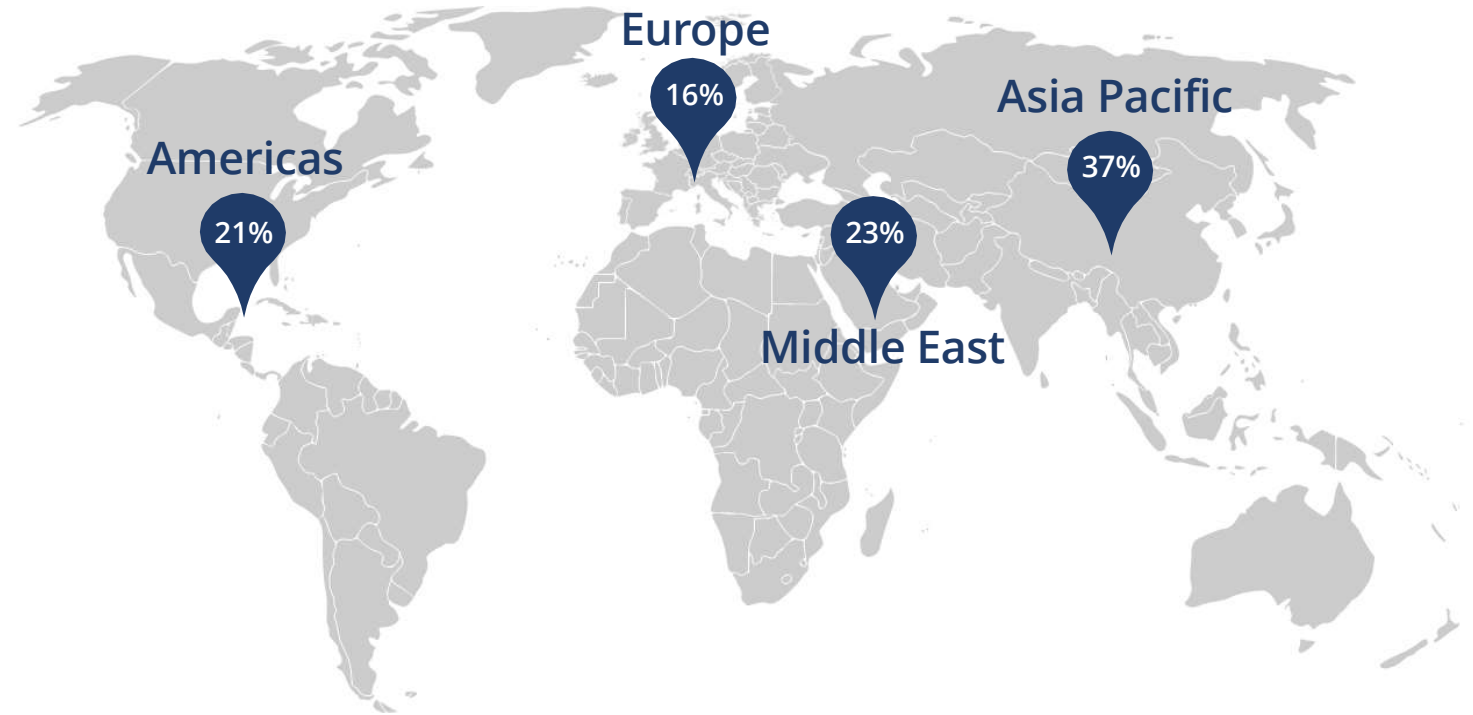 Europe
16%
Asia Pacific
37%
Americas
21%
23%
Middle East